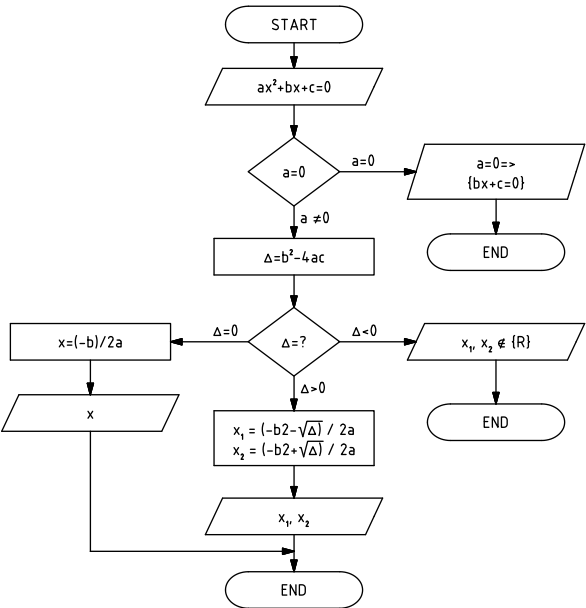 START
ax²+bx+c=0
a=0
a=0
a=0=>
{bx+c=0}
a ≠0
END
Δ=b²-4ac
Δ=0
Δ=?
Δ<0
x=(-b)/2a
x₁, x₂ ∉ {R}
Δ>0
x
x₁ = (-b2-√Δ) / 2a
x₂ = (-b2+√Δ) / 2a
END
x₁, x₂
END